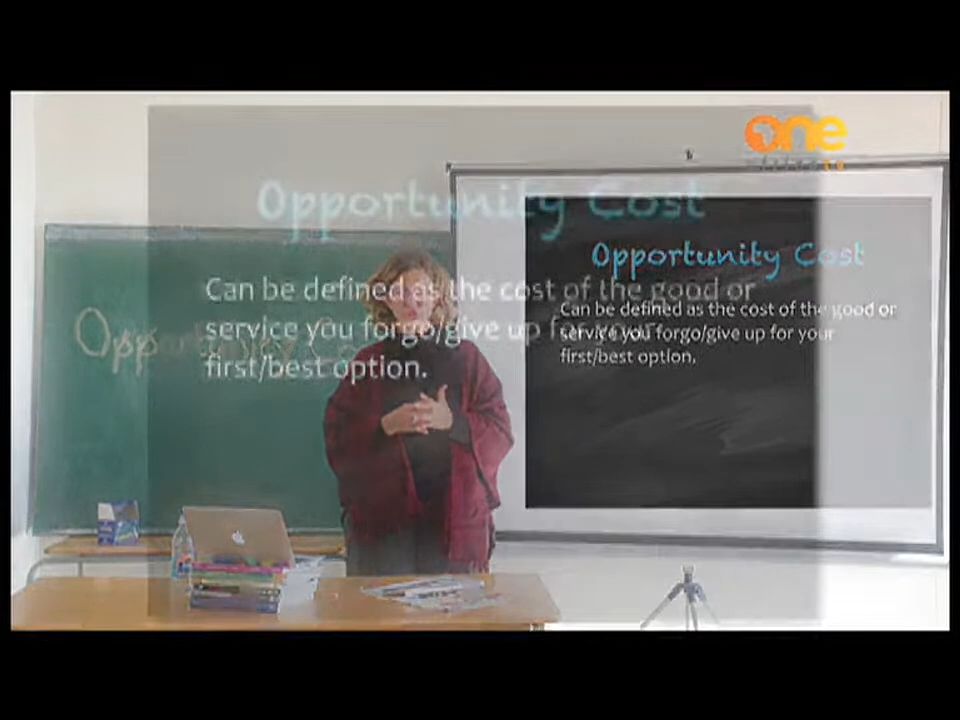 one
Opportunity Cost
Can be defined as the cost of the good or
service you forgo/give up for your
first/best option.
Opportunity Cost
Can be defined as the cost of the good or
service you forgo/give up for your
first/best option.
Opportunity Co